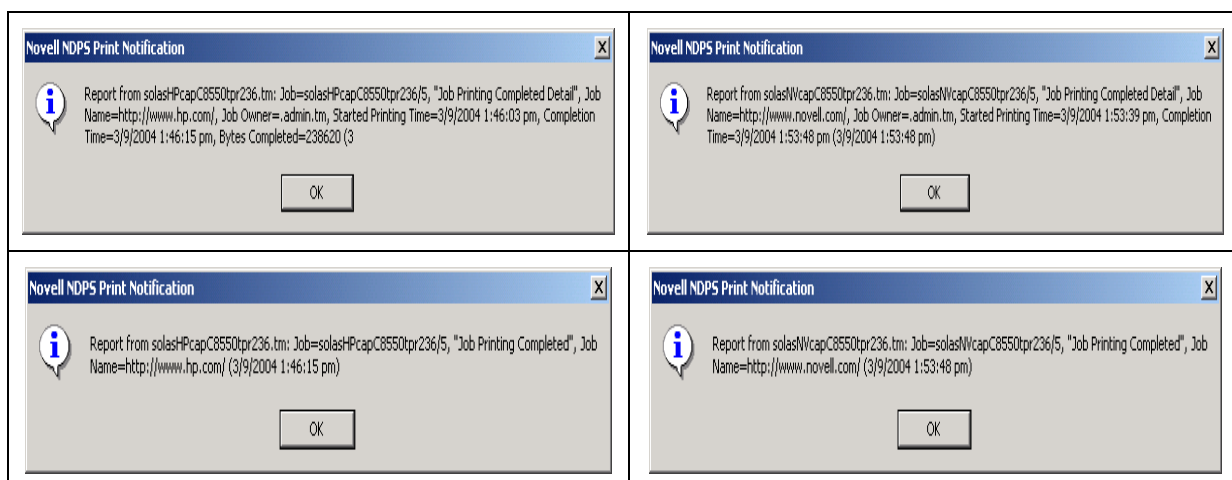 Novell NDPS Print Notification
Report from solasHPcapC8550tpr236.tm: Job=solasHPcapC8550tpr236/5, "Job Printing Completed Detail", Job
Name=http://www.hp.com/, Job Owner=.admin.tm, Started Printing Time=3/9/2004 1:46:03 pm, Completion
Time=3/9/2004 1:46:15 pm, Bytes Completed=238620 (3
OK
Novell NDPS Print Notification
Report from solasNVcapC8550tpr236.tm: Job=solasNVcapC8550tpr236/5, "Job Printing Completed Detail", Job
Name=http://www.novell.com/, Job Owner=.admin.tm, Started Printing Time=3/9/2004 1:53:39 pm, Completion
Time=3/9/2004 1:53:48 pm (3/9/2004 1:53:48 pm)
OK
Novell NDPS Print Notification
Report from solasHPcapC8550tpr236.tm: Job=solasHPcapC8550tpr236/5, "Job Printing Completed", Job
Name=http://www.hp.com/ (3/9/2004 1:46:15 pm)
OK
Novell NDPS Print Notification
Report from solasNVcapC8550tpr236.tm: Job=solasNVcapC8550tpr236/5, "Job Printing Completed", Job
Name=http://www.novell.com/ (3/9/2004 1:53:48 pm)
OK